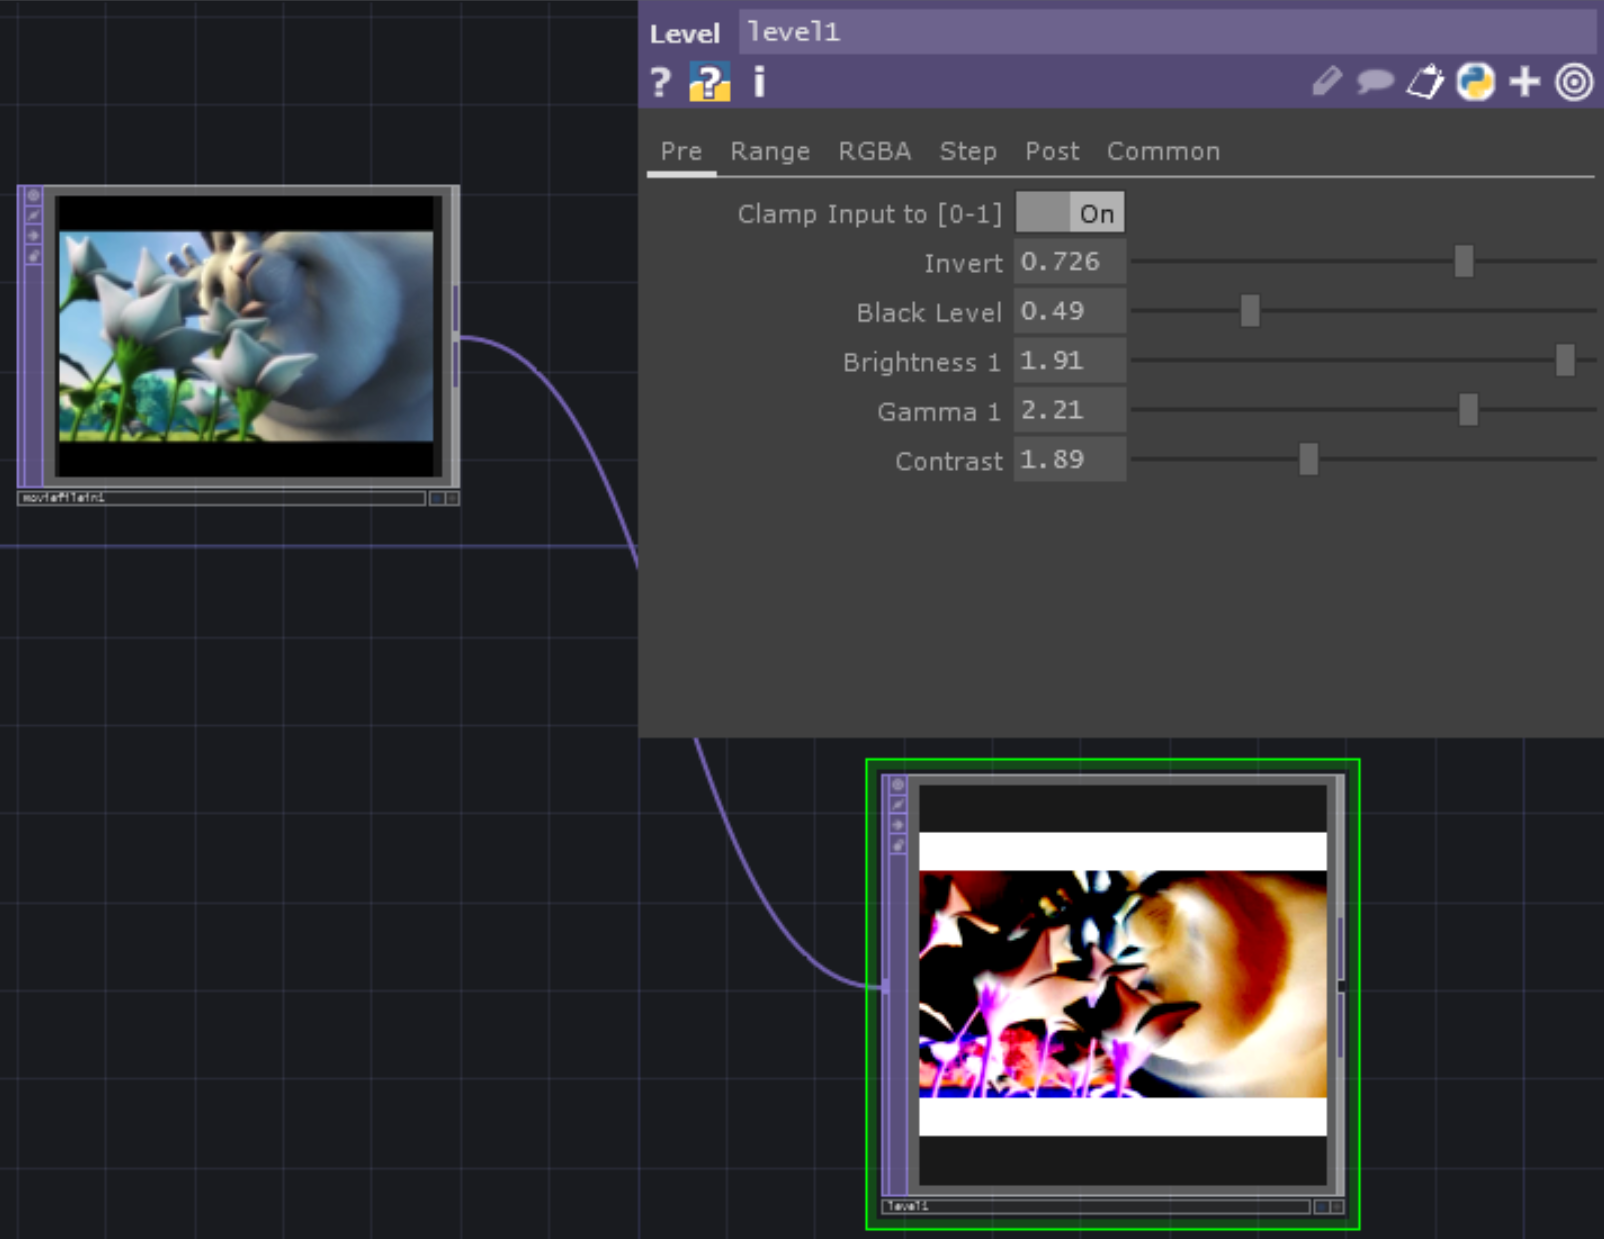 Level level1
? ? i
Pre Range RGBA Step Post Common
Clamp Input to [0-1] On
Invert 0.726
Black Level 0.49
Brightness 1 1.91
Gamma 1 2.21
Contrast 1.89
moviefilein1
level1